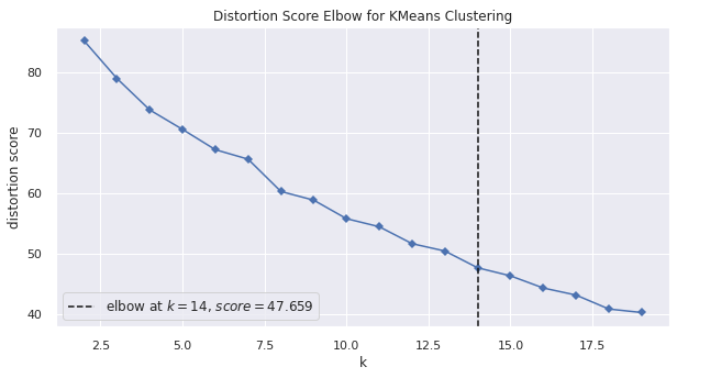 Distortion Score Elbow for KMeans Clustering
distortion score
80
70
60
50
40
elbow at k = 14, score = 47.659
2.5 5.0 7.5 10.0 12.5 15.0 17.5
k